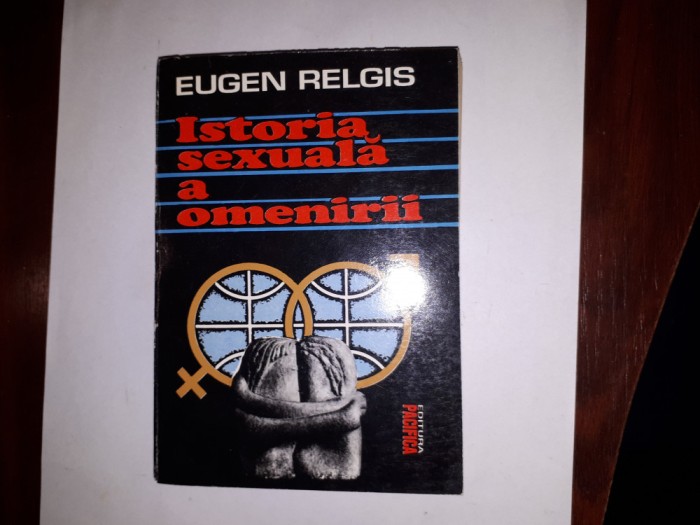 EUGEN RELGIS
Istoria
sexuală
a
omenirii
EDITURA
PACIFICA